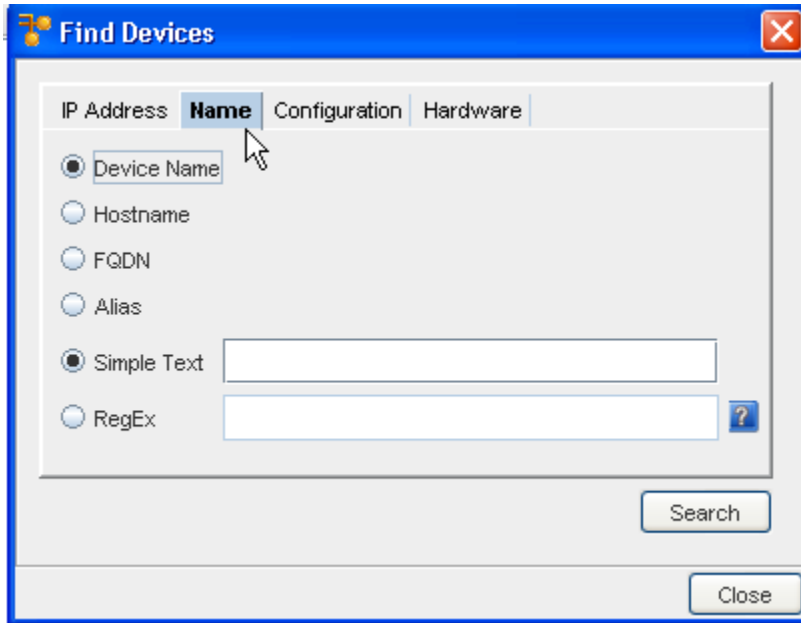 Find Devices
IP Address Name Configuration Hardware
Device Name
Hostname
FQDN
Alias
Simple Text
RegEx ?
Search
Close